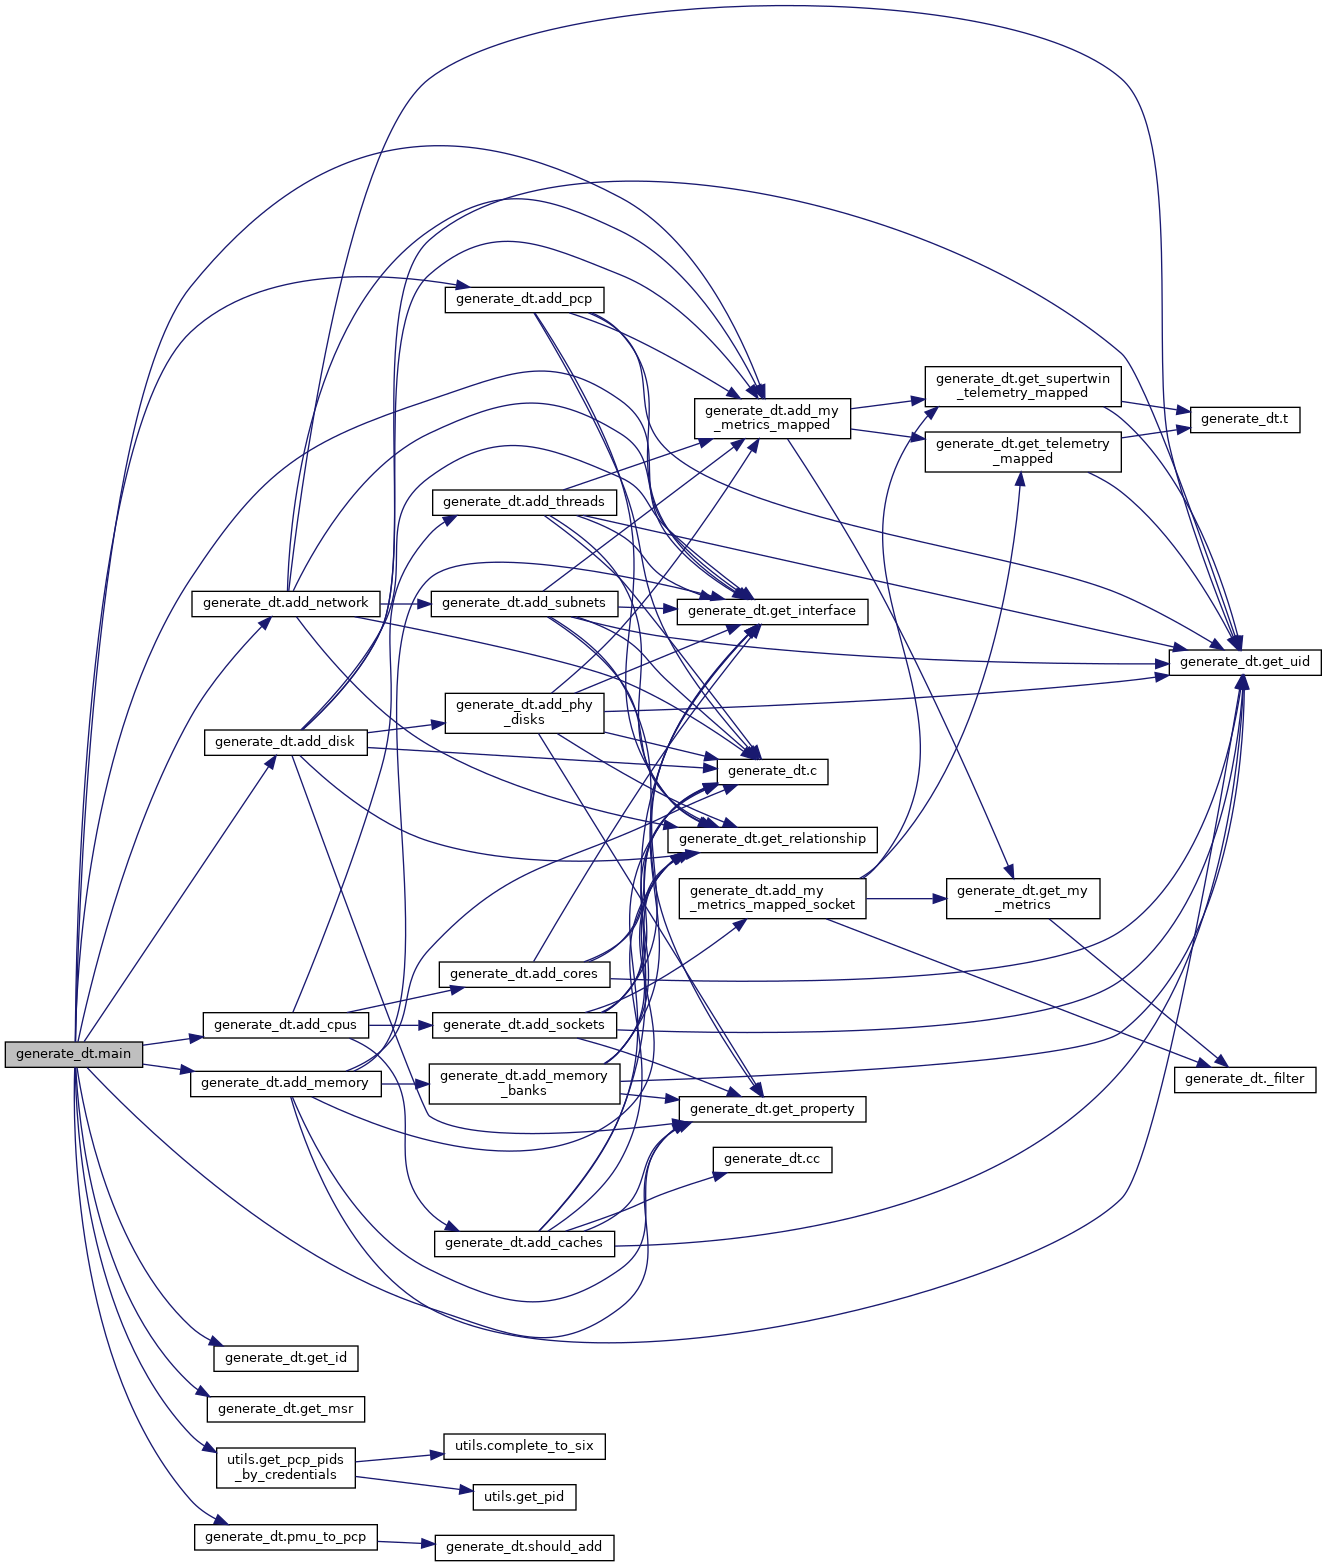 generate_dt.add_pcp
generate_dt.get_supertwin
_telemetry_mapped
generate_dt.add_my
_metrics_mapped
generate_dt.t
generate_dt.get_telemetry
_mapped
generate_dt.add_threads
generate_dt.add_network
generate_dt.add_subnets
generate_dt.get_interface
generate_dt.get_uid
generate_dt.add_phy
_disks
generate_dt.add_disk
generate_dt.c
generate_dt.get_relationship
generate_dt.add_my
_metrics_mapped_socket
generate_dt.get_my
_metrics
generate_dt.add_cores
generate_dt.add_cpus
generate_dt.add_sockets
generate_dt.main
generate_dt.add_memory
generate_dt.add_memory
_banks
generate_dt._filter
generate_dt.get_property
generate_dt.cc
generate_dt.add_caches
generate_dt.get_id
generate_dt.get_msr
utils.get_pcp_pids
_by_credentials
utils.complete_to_six
utils.get_pid
generate_dt.pmu_to_pcp
generate_dt.should_add